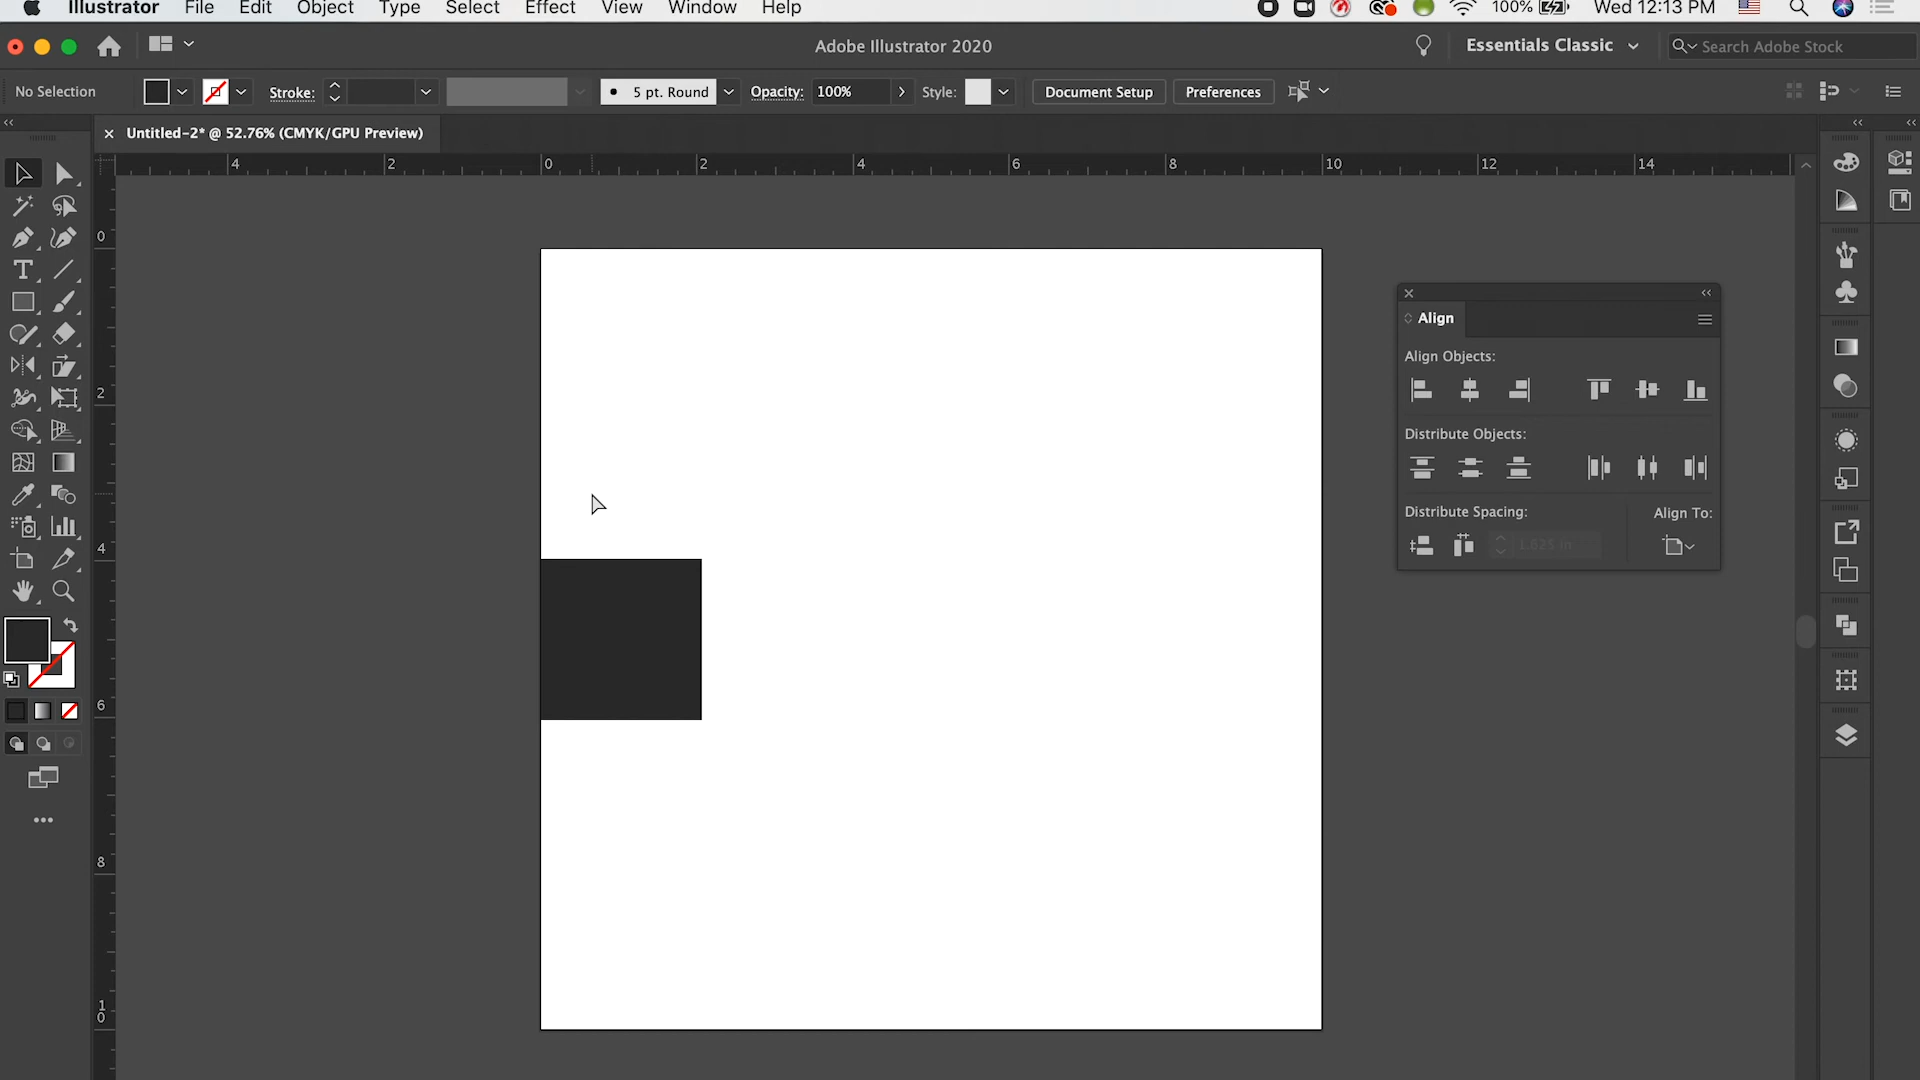 Illustrator File Edit Object Type Select Effect View Window Help 100% Wed 12:13 PM
Adobe Illustrator 2020 Essentials Classic Search Adobe Stock
No Selection Stroke: 5 pt. Round Opacity: 100% Style: Document Setup Preferences
Untitled-2* @ 52.76% (CMYK/GPU Preview)
4 2 0 2 4 6 8 10 12 14
0
2
4
6
8
10
Align
Align Objects:
Distribute Objects:
Distribute Spacing: Align To:
1.625 in